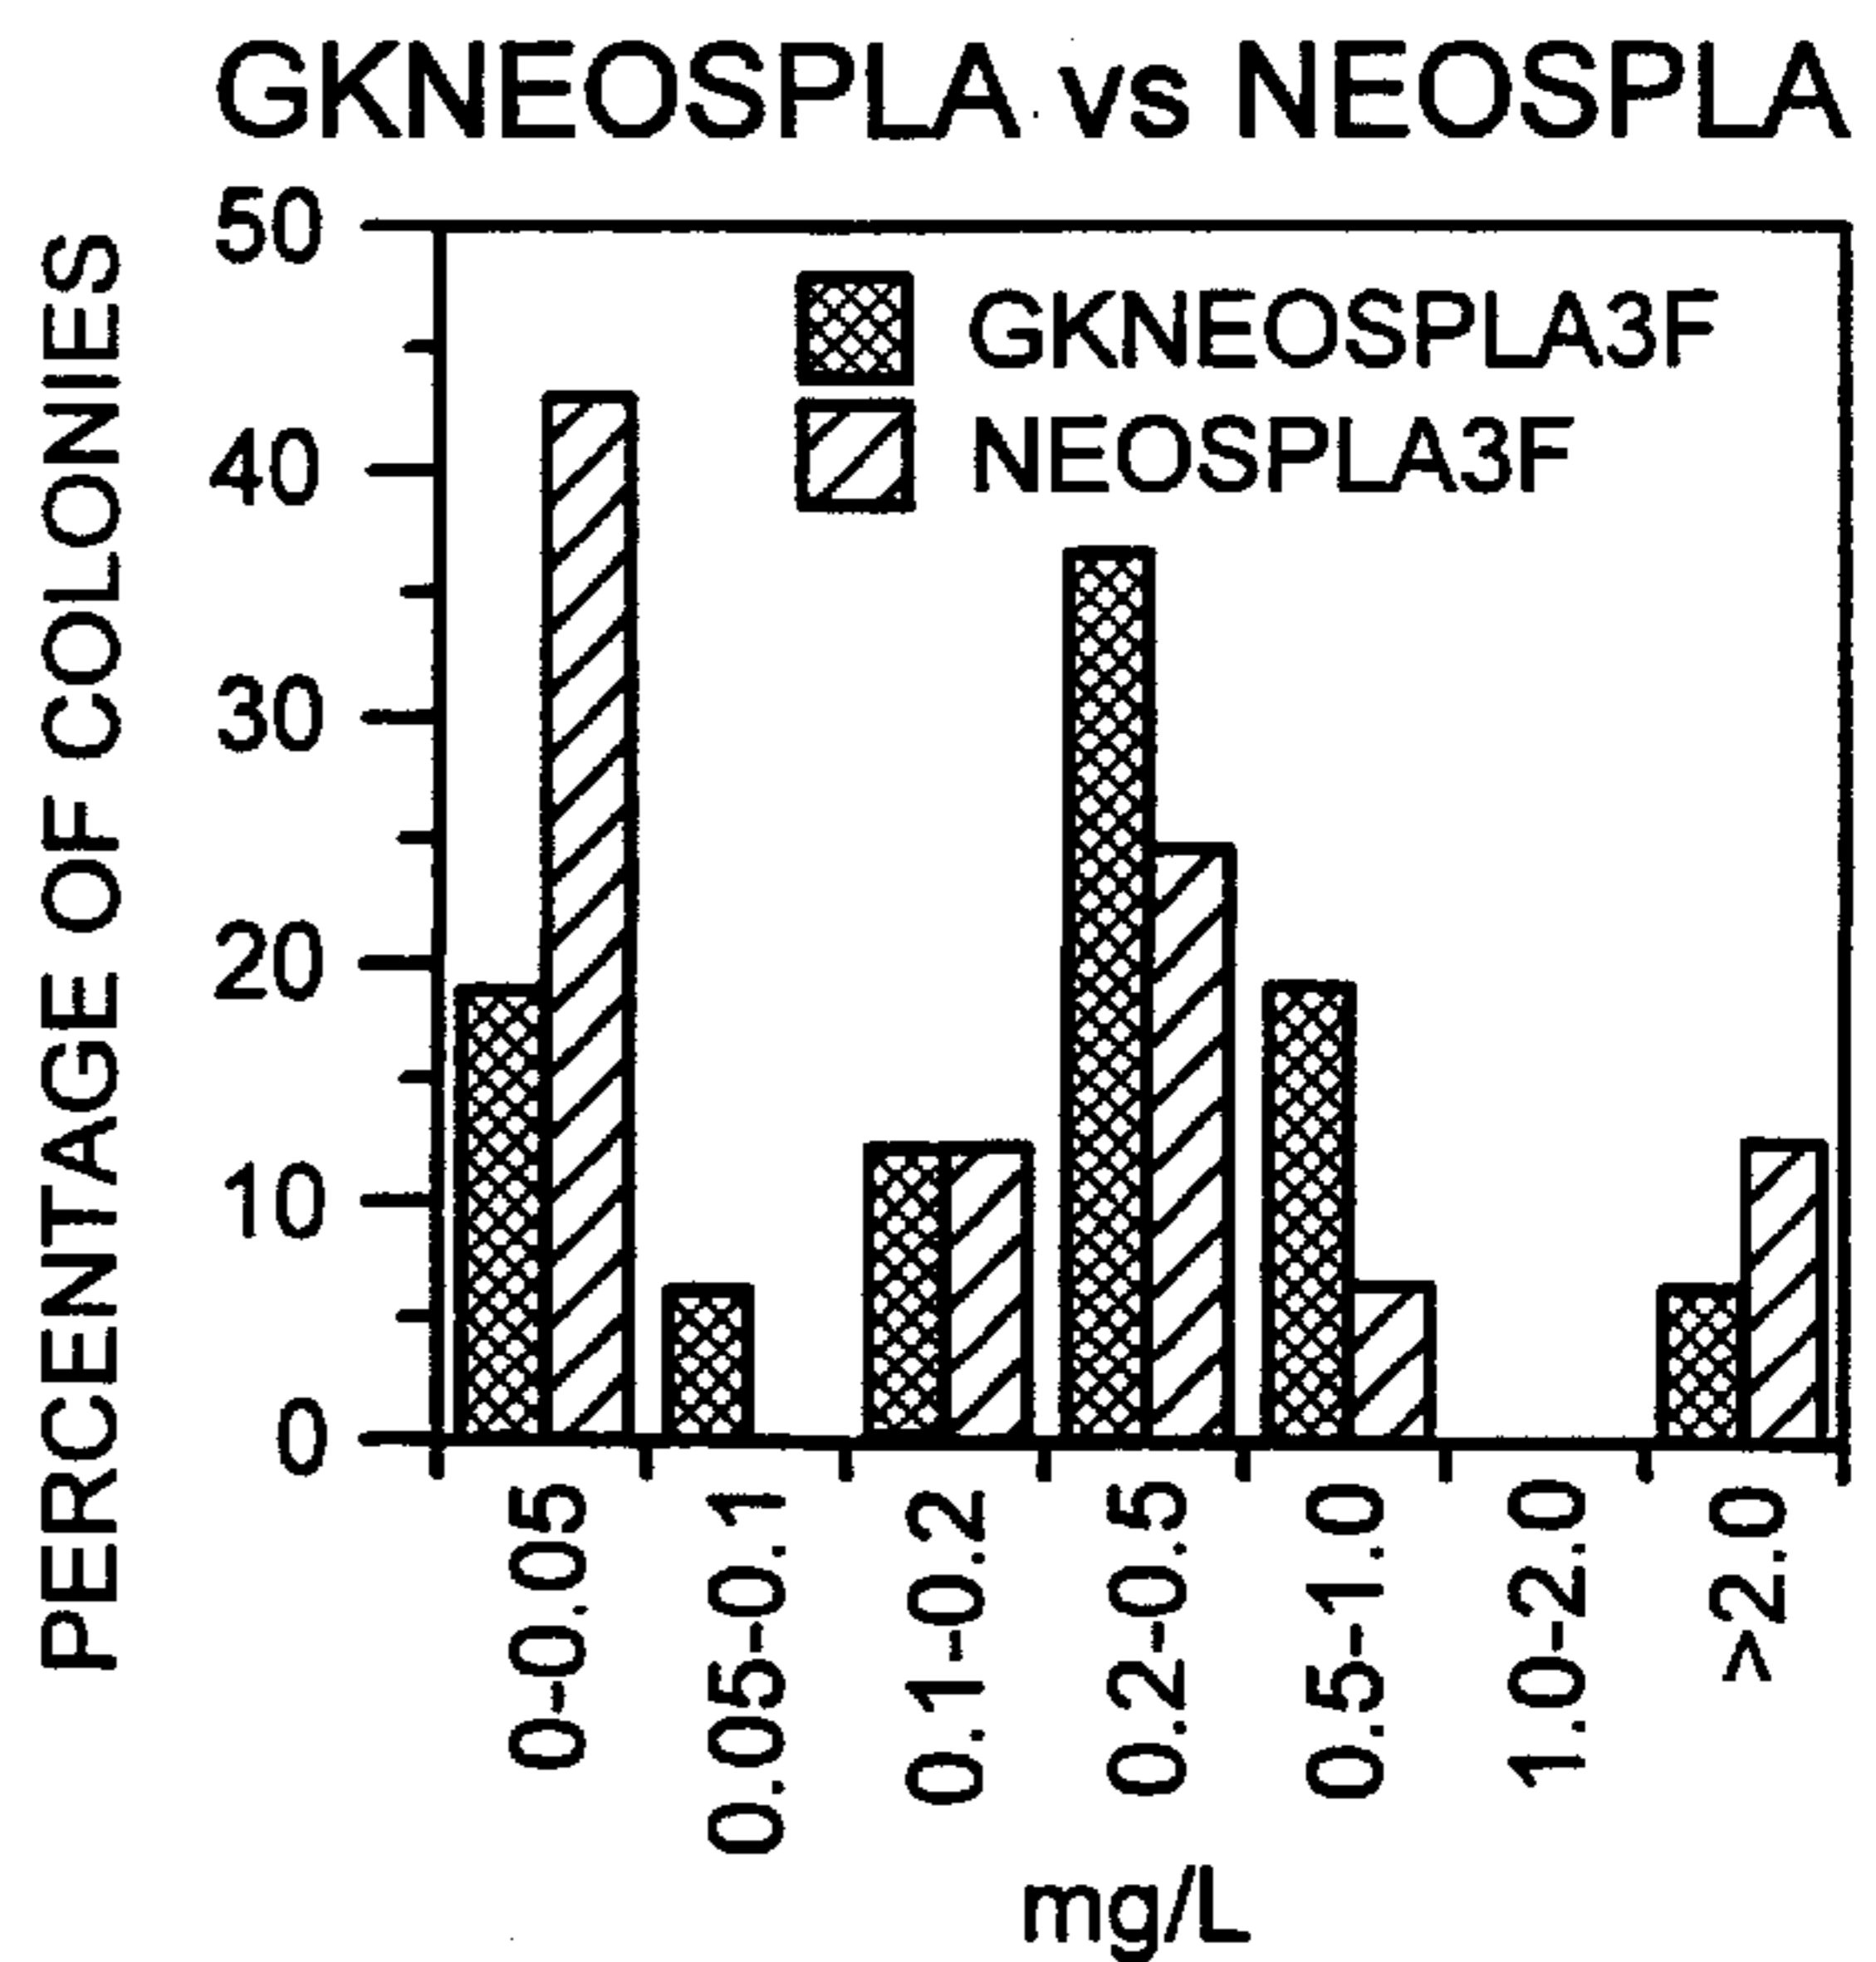 GKNEOSPLA vs NEOSPLA
PERCENTAGE OF COLONIES
50
40
30
20
10
0
GKNEOSPLA3F
NEOSPLA3F
0-0.05
0.05-0.1
0.1-0.2
0.2-0.5
0.5-1.0
1.0-2.0
>2.0
mg/L